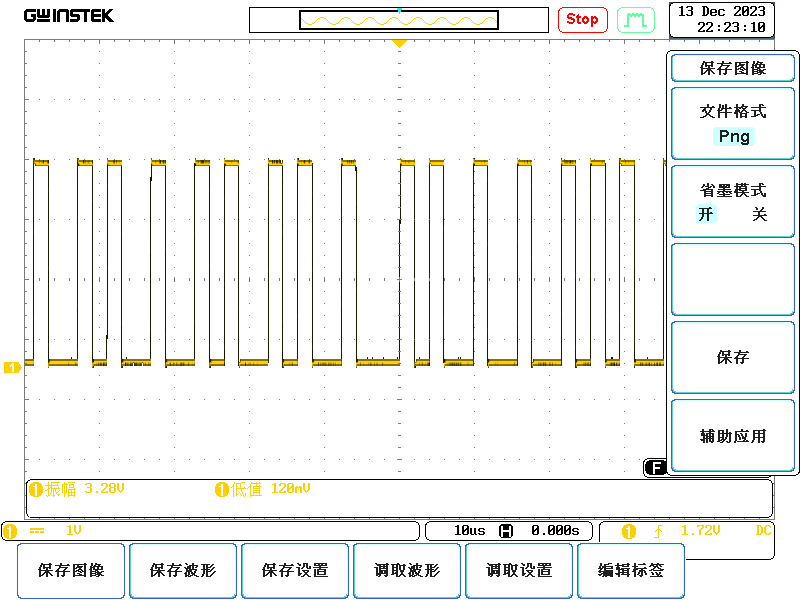 GWINSTEK
Stop
13 Dec 2023
22:23:10
保存图像
文件格式
Png
省墨模式
开 关
保存
辅助应用
1
F
1振幅 3.28V 1低值 120mV
1 1V 10us H 0.000s 1 1.72V DC
保存图像 保存波形 保存设置 调取波形 调取设置 编辑标签